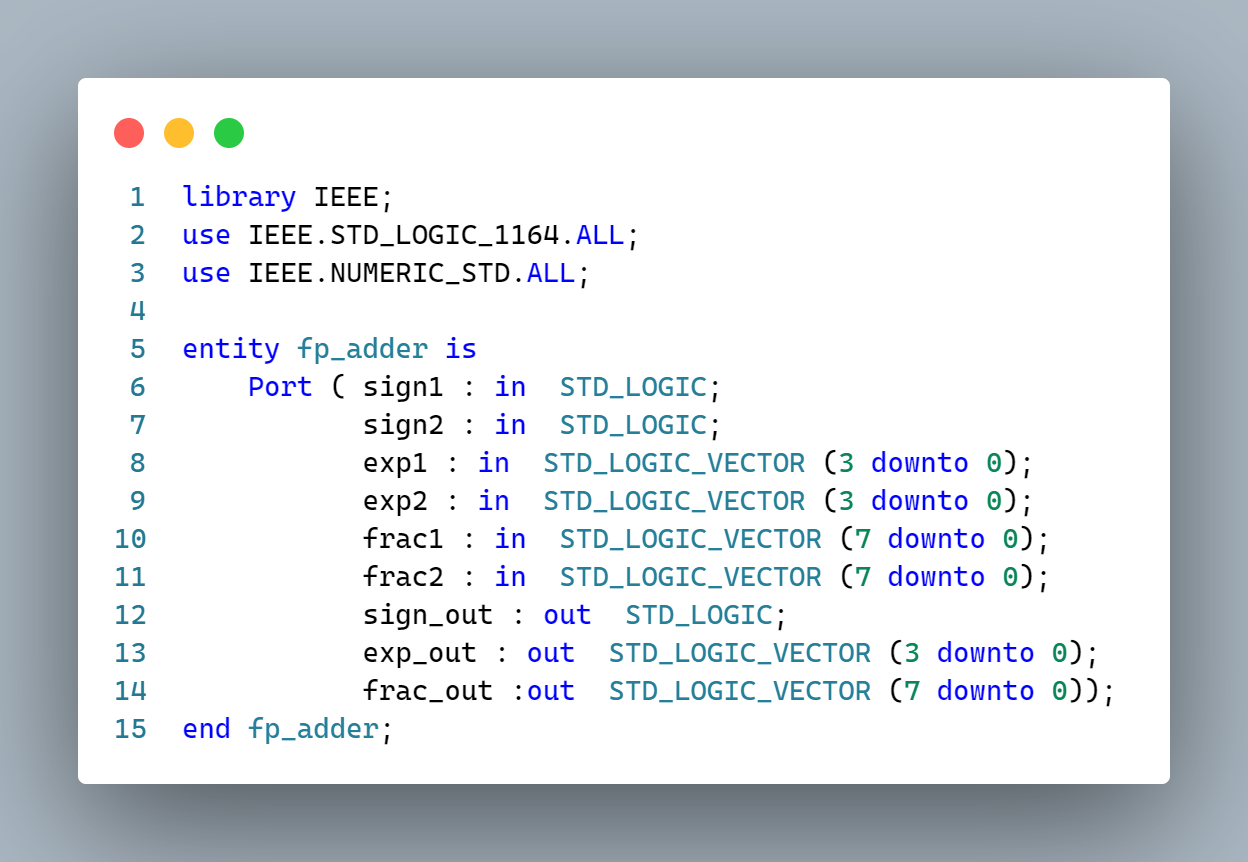 1 library IEEE;
2 use IEEE.STD_LOGIC_1164.ALL;
3 use IEEE.NUMERIC_STD.ALL;
4
5 entity fp_adder is
6     Port ( sign1 : in  STD_LOGIC;
7            sign2 : in  STD_LOGIC;
8            exp1 : in  STD_LOGIC_VECTOR (3 downto 0);
9            exp2 : in  STD_LOGIC_VECTOR (3 downto 0);
10            frac1 : in  STD_LOGIC_VECTOR (7 downto 0);
11            frac2 : in  STD_LOGIC_VECTOR (7 downto 0);
12            sign_out : out  STD_LOGIC;
13            exp_out : out  STD_LOGIC_VECTOR (3 downto 0);
14            frac_out :out  STD_LOGIC_VECTOR (7 downto 0));
15 end fp_adder;